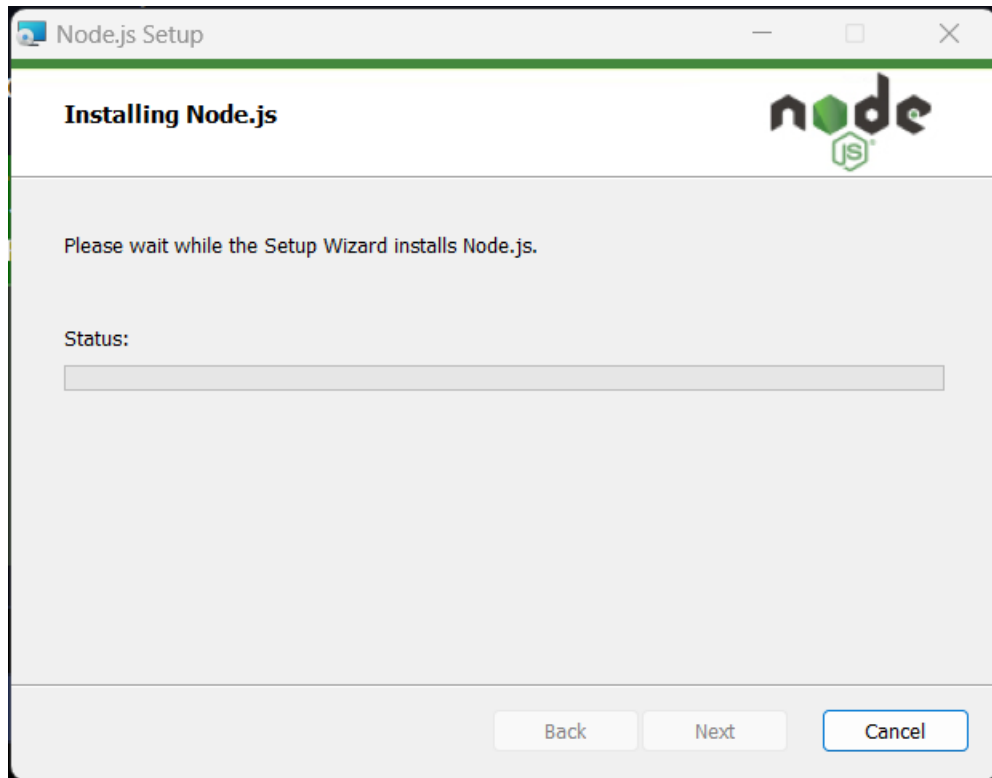 Node.js Setup
Installing Node.js
node
JS
Please wait while the Setup Wizard installs Node.js.
Status:
Back
Next
Cancel